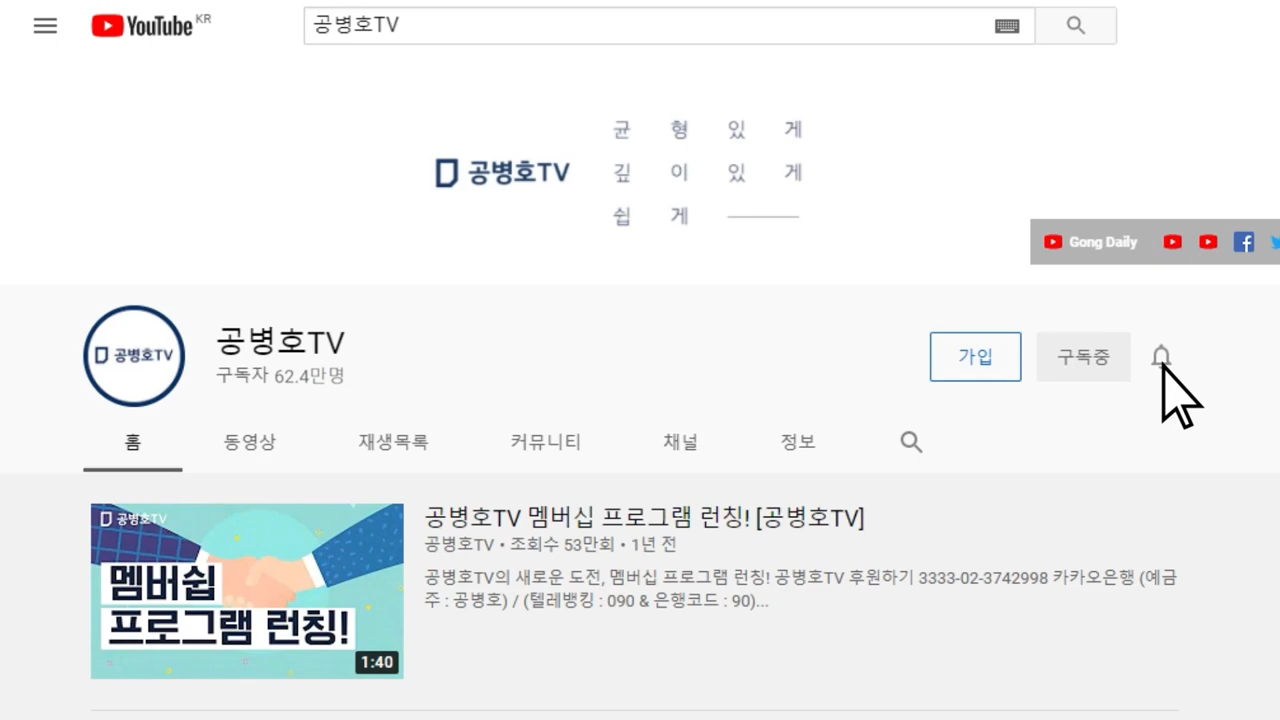 YouTube KR
공병호TV
균 형 있 게
공병호TV
깊 이 있 게
쉽 게
Gong Daily
공병호TV
공병호TV
구독자 62.4만명
가입
구독중
홈
동영상
재생목록
커뮤니티
채널
정보
공병호TV
멤버쉽
프로그램 런칭!
1:40
공병호TV 멤버십 프로그램 런칭! [공병호TV]
공병호TV • 조회수 53만회 • 1년 전
공병호TV의 새로운 도전, 멤버십 프로그램 런칭! 공병호TV 후원하기 3333-02-3742998 카카오은행 (예금
주 : 공병호) / (텔레뱅킹 : 090 & 은행코드 : 90)...